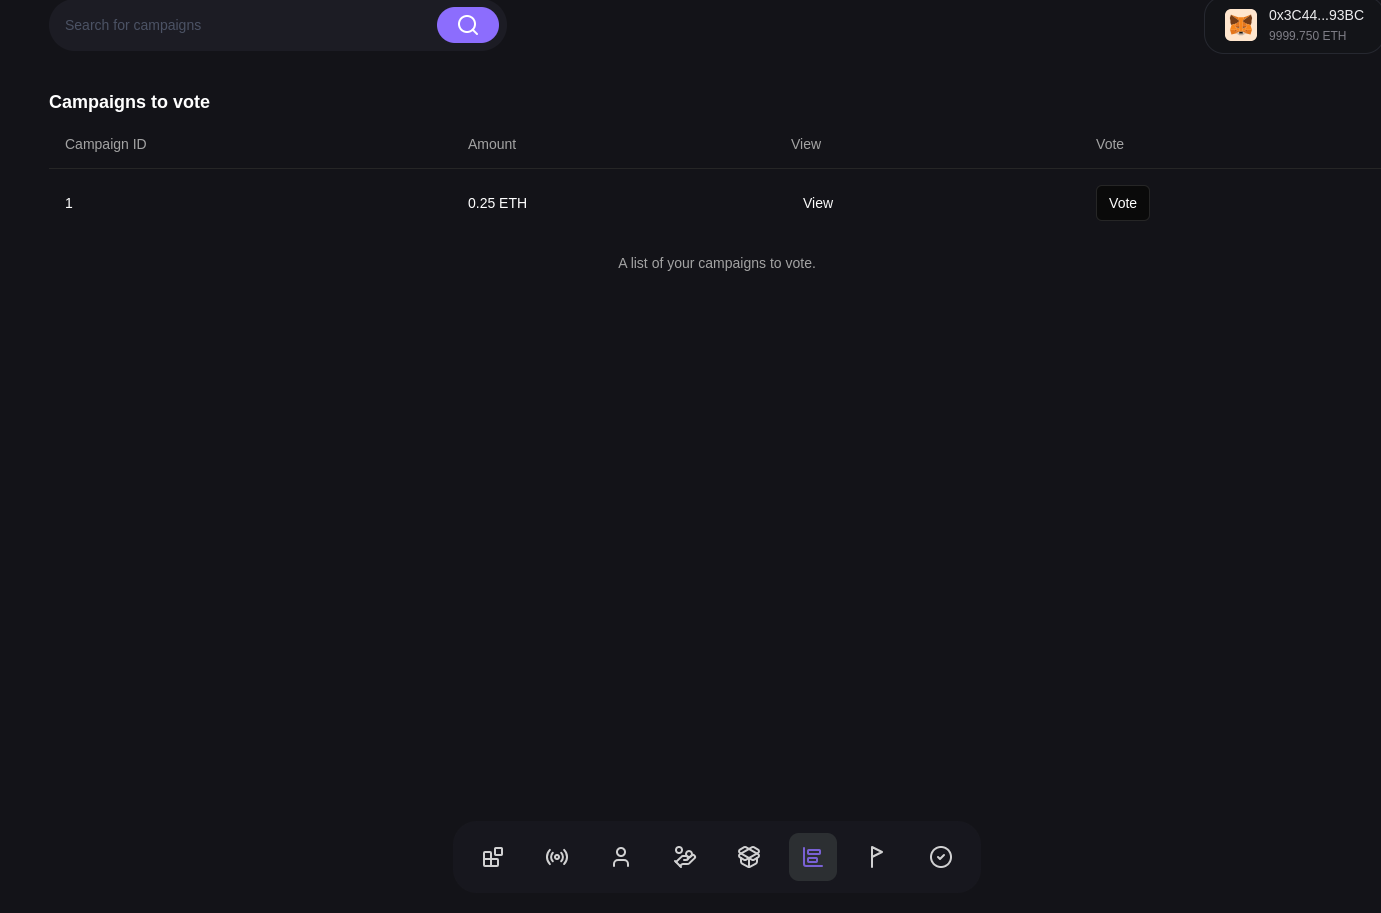 Search for campaigns
0x3C44...93BC
9999.750 ETH
Campaigns to vote
Campaign ID Amount View Vote
1 0.25 ETH View Vote
A list of your campaigns to vote.